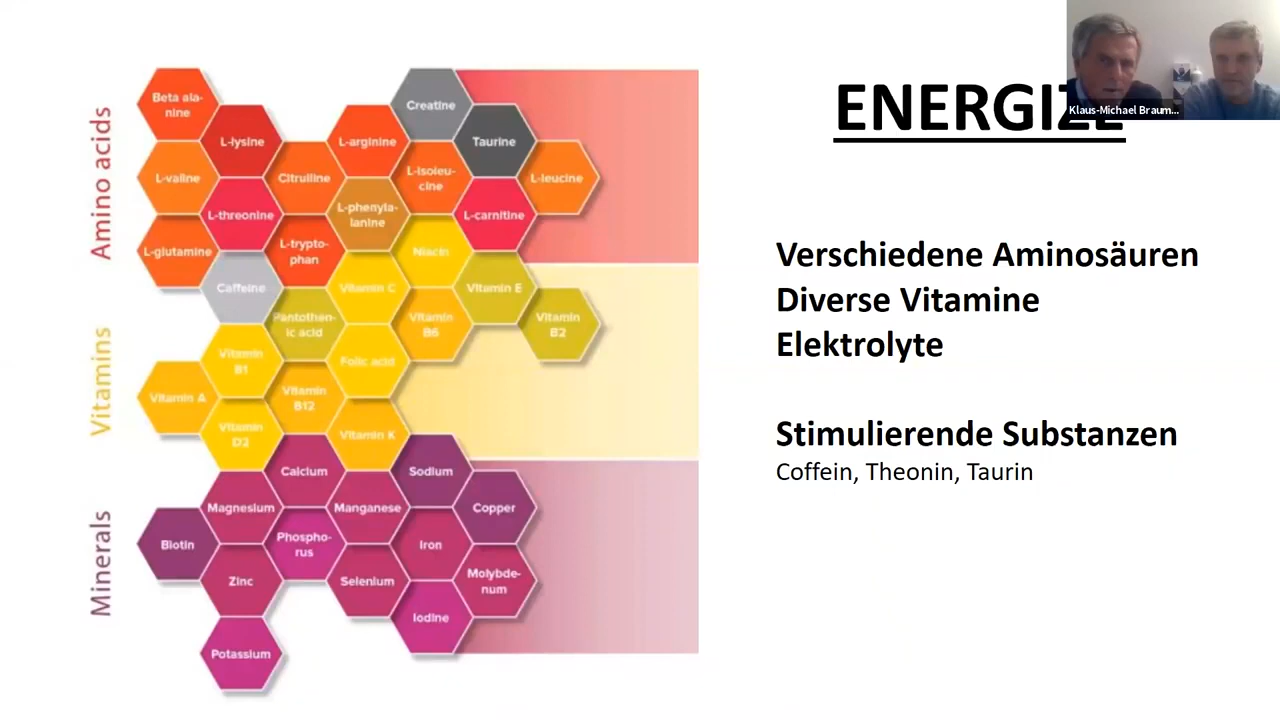 ENERGIZE
Klaus-Michael Braum...
Amino acids
Beta ala-
nine
L-lysine
L-arginine
Creatine
Taurine
L-valine
Citrulline
L-isoleu-
cine
L-leucine
L-threonine
L-phenyla-
lanine
L-carnitine
L-glutamine
L-trypto-
phan
Niacin
Caffeine
Vitamin C
Vitamin E
Vitamins
Pantothen-
ic acid
Vitamin
B6
Vitamin
B2
Vitamin
B1
Folic acid
Vitamin A
Vitamin
B12
Vitamin
D2
Vitamin K
Minerals
Calcium
Sodium
Magnesium
Manganese
Copper
Biotin
Phospho-
rus
Iron
Zinc
Selenium
Molybde-
num
Iodine
Potassium
Verschiedene Aminosäuren
Diverse Vitamine
Elektrolyte
Stimulierende Substanzen
Coffein, Theonin, Taurin